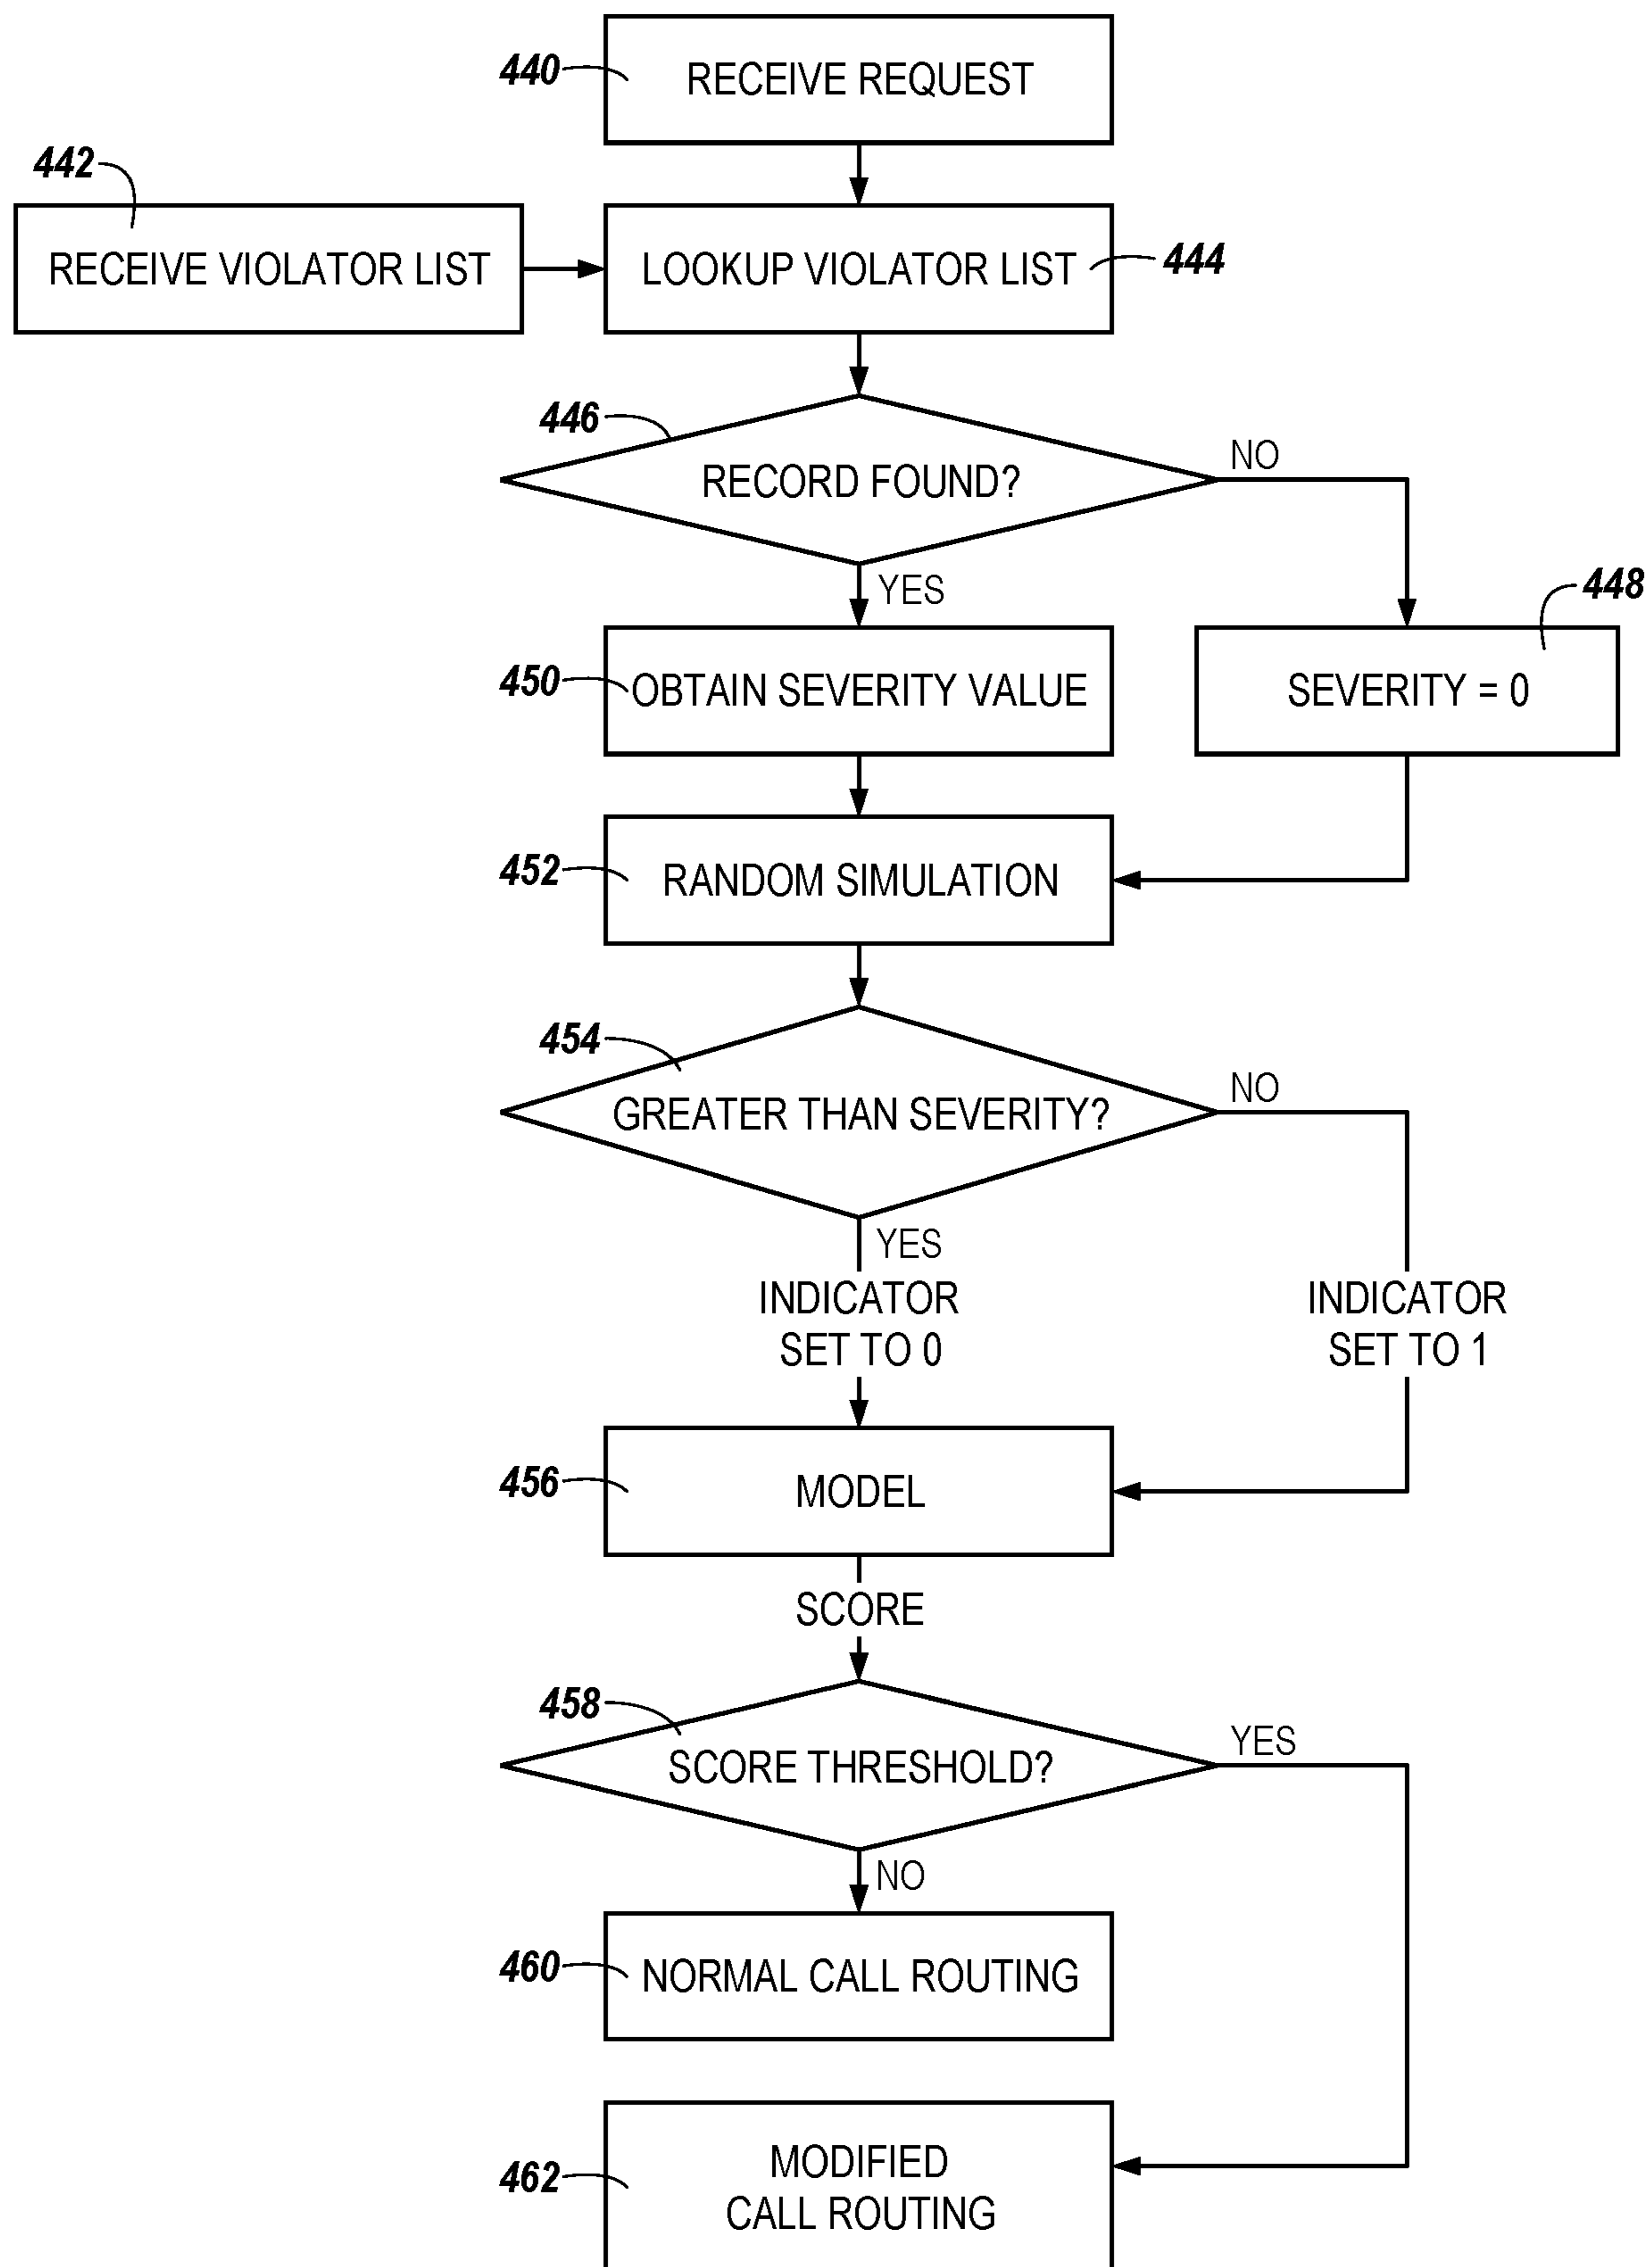 440
RECEIVE REQUEST
442
RECEIVE VIOLATOR LIST
LOOKUP VIOLATOR LIST
444
446
RECORD FOUND?
NO
YES
448
450
OBTAIN SEVERITY VALUE
SEVERITY = 0
452
RANDOM SIMULATION
454
GREATER THAN SEVERITY?
NO
YES
INDICATOR
SET TO 0
INDICATOR
SET TO 1
456
MODEL
SCORE
458
SCORE THRESHOLD?
YES
NO
460
NORMAL CALL ROUTING
462
MODIFIED
CALL ROUTING